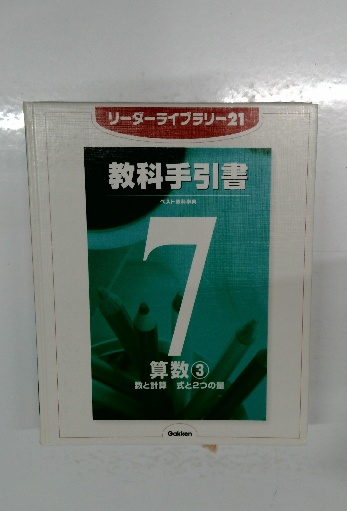 リーダーライブラリー21
教科手引書
ベスト教科事典
7
算数③
数と計算 式と2つの量
Gakken